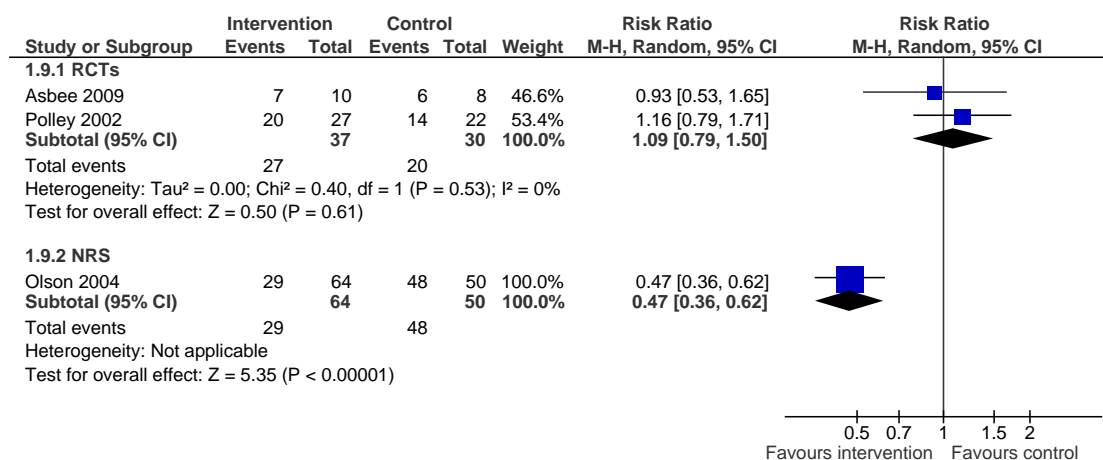 Intervention Control Risk Ratio Risk Ratio
Study or Subgroup Events Total Events Total Weight M-H, Random, 95% CI M-H, Random, 95% CI
1.9.1 RCTs
Asbee 2009 7 10 6 8 46.6% 0.93 [0.53, 1.65]
Polley 2002 20 27 14 22 53.4% 1.16 [0.79, 1.71]
Subtotal (95% CI) 37 30 100.0% 1.09 [0.79, 1.50]
Total events 27 20
Heterogeneity: Tau² = 0.00; Chi² = 0.40, df = 1 (P = 0.53); I² = 0%
Test for overall effect: Z = 0.50 (P = 0.61)
1.9.2 NRS
Olson 2004 29 64 48 50 100.0% 0.47 [0.36, 0.62]
Subtotal (95% CI) 64 50 100.0% 0.47 [0.36, 0.62]
Total events 29 48
Heterogeneity: Not applicable
Test for overall effect: Z = 5.35 (P < 0.00001)
0.5 0.7 1 1.5 2
Favours intervention Favours control